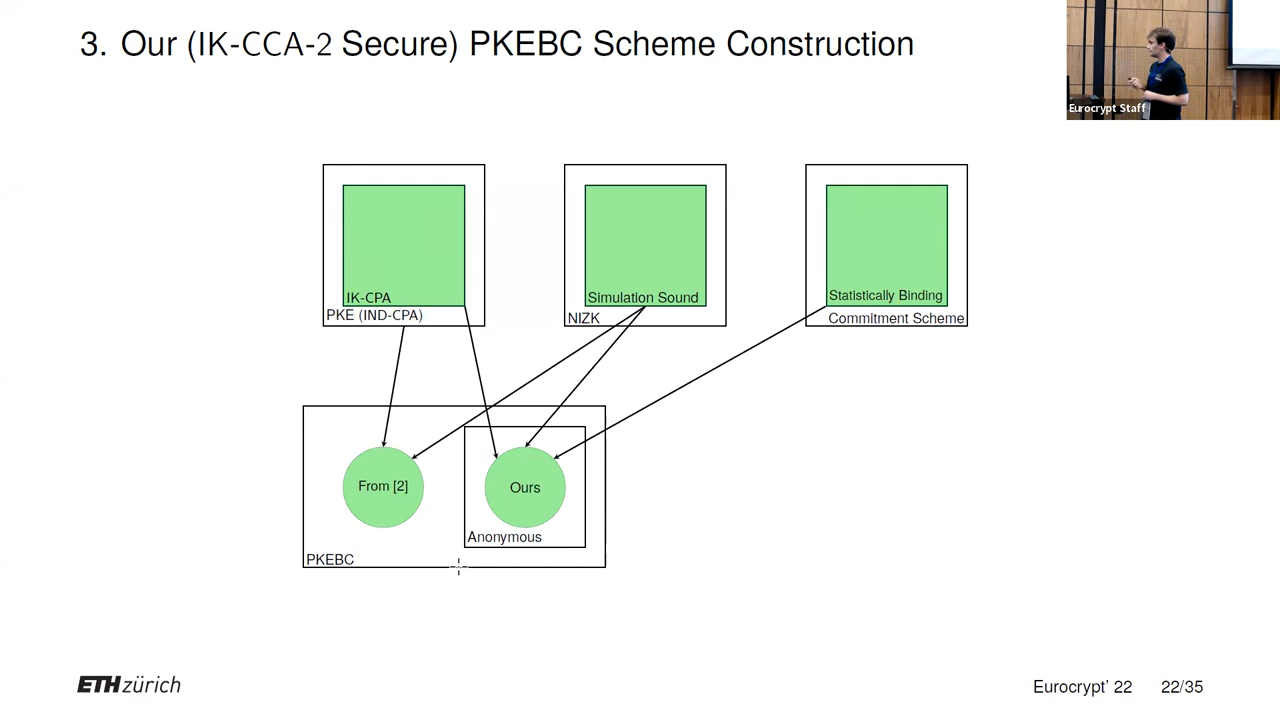 3. Our (IK-CCA-2 Secure) PKEBC Scheme Construction
Eurocrypt Staff
IK-CPA
PKE (IND-CPA)
Simulation Sound
NIZK
Statistically Binding
Commitment Scheme
From [2]
Ours
Anonymous
PKEBC
ETH zürich
Eurocrypt' 22
22/35